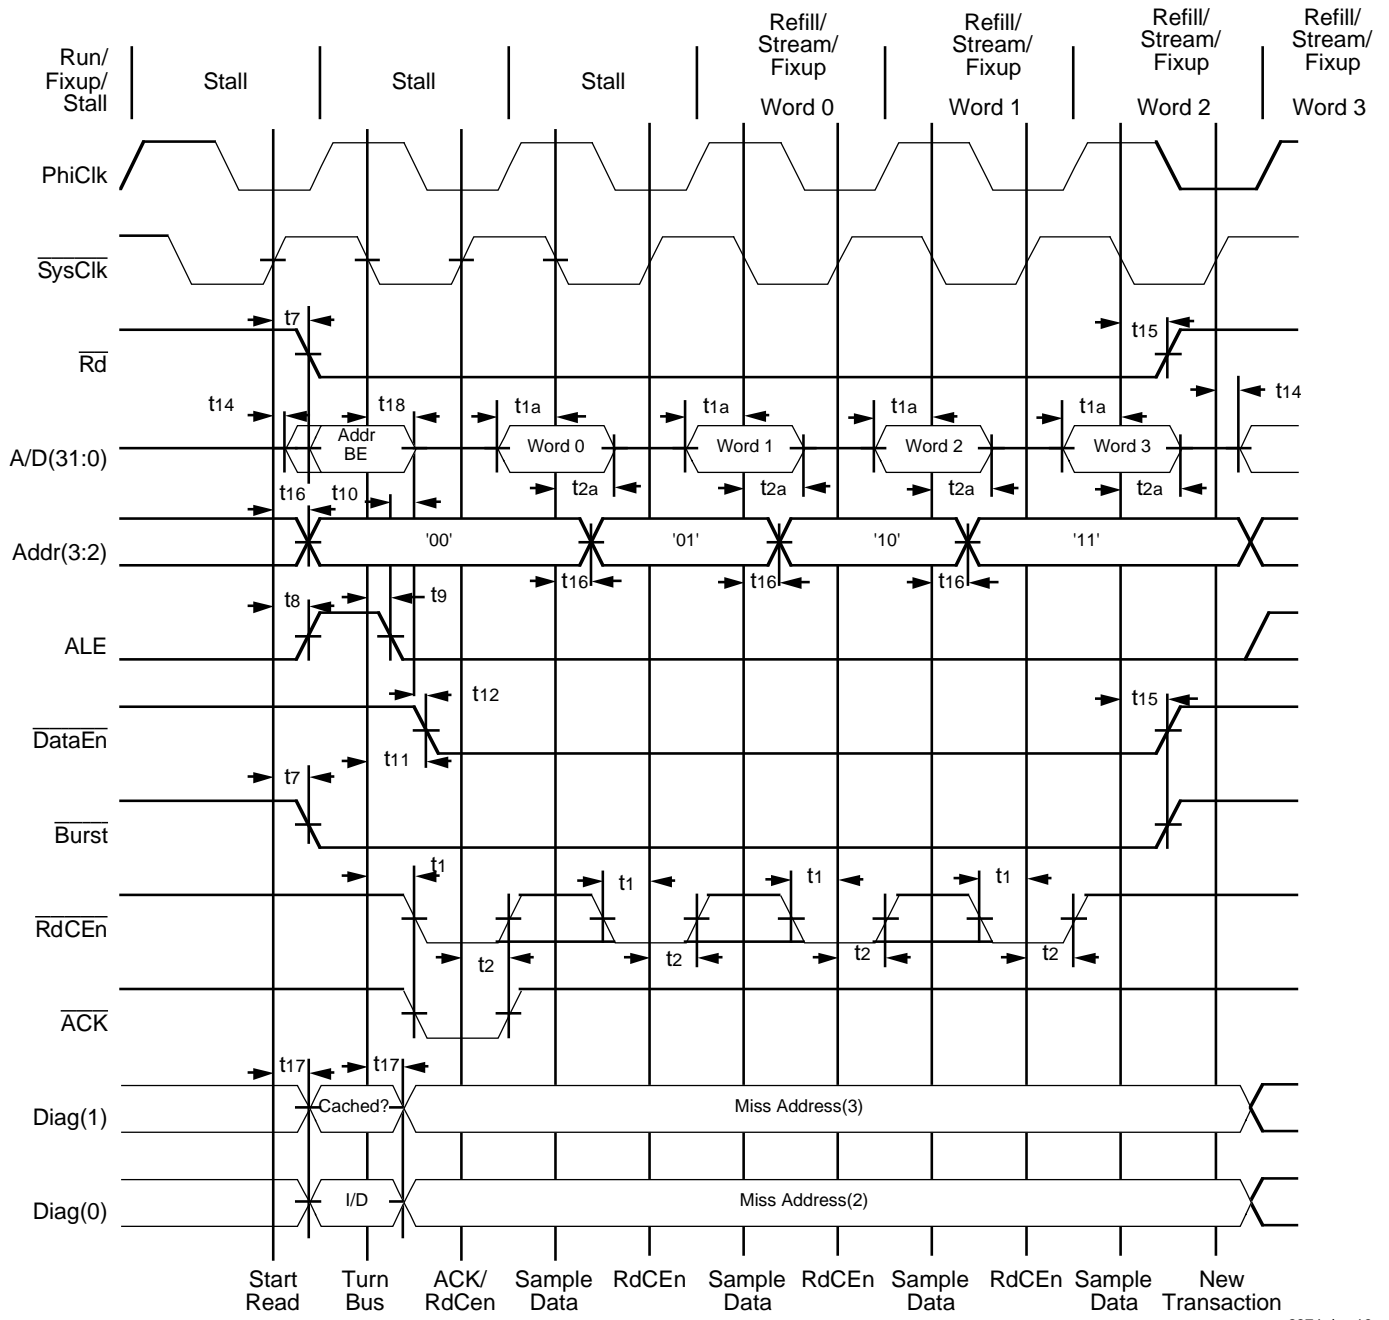 Refill/ Refill/ Refill/ Refill/
Stream/ Stream/ Stream/ Stream/
Fixup Fixup Fixup Fixup
Run/
Fixup/
Stall
Stall Stall Stall
Word 0 Word 1 Word 2 Word 3
PhiClk
SysClk
t7 t15
Rd
t14 t18 t1a t1a t1a t1a t14
A/D(31:0)
Addr
BE
Word 0 Word 1 Word 2 Word 3
t16 t10 t2a t2a t2a t2a
Addr(3:2) '00' '01' '10' '11'
t16 t16 t16
t8 t9
ALE
t12 t15
DataEn
t11
t7
Burst
t1 t1 t1 t1
RdCEn
t2 t2 t2 t2
ACK
t17 t17
Diag(1) Cached? Miss Address(3)
Diag(0) I/D Miss Address(2)
Start
Read
Turn
Bus
ACK/
RdCen
Sample
Data
RdCEn
Sample
Data
RdCEn
Sample
Data
RdCEn
Sample
Data
New
Transaction